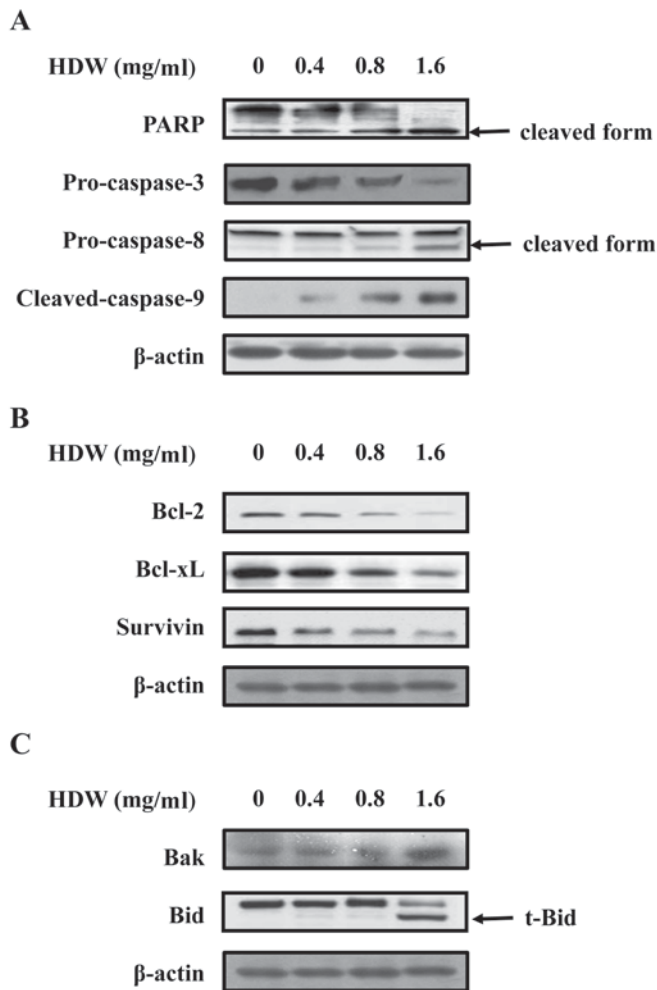 A
HDW (mg/ml) 0 0.4 0.8 1.6
PARP
cleaved form
Pro-caspase-3
Pro-caspase-8
cleaved form
Cleaved-caspase-9
β-actin
B
HDW (mg/ml) 0 0.4 0.8 1.6
Bcl-2
Bcl-xL
Survivin
β-actin
C
HDW (mg/ml) 0 0.4 0.8 1.6
Bak
Bid
t-Bid
β-actin